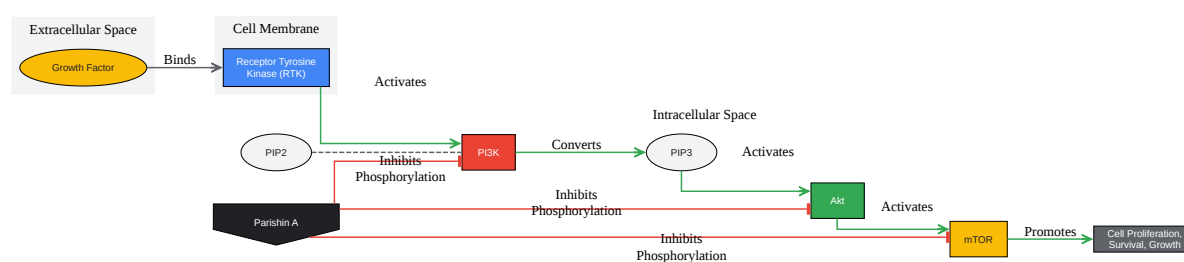 Extracellular Space
Cell Membrane
Growth Factor
Binds
Receptor Tyrosine
Kinase (RTK)
Activates
Intracellular Space
PIP2
PI3K
Converts
PIP3
Activates
Inhibits
Phosphorylation
Inhibits
Phosphorylation
Akt
Activates
Parishin A
Inhibits
Phosphorylation
mTOR
Promotes
Cell Proliferation,
Survival, Growth